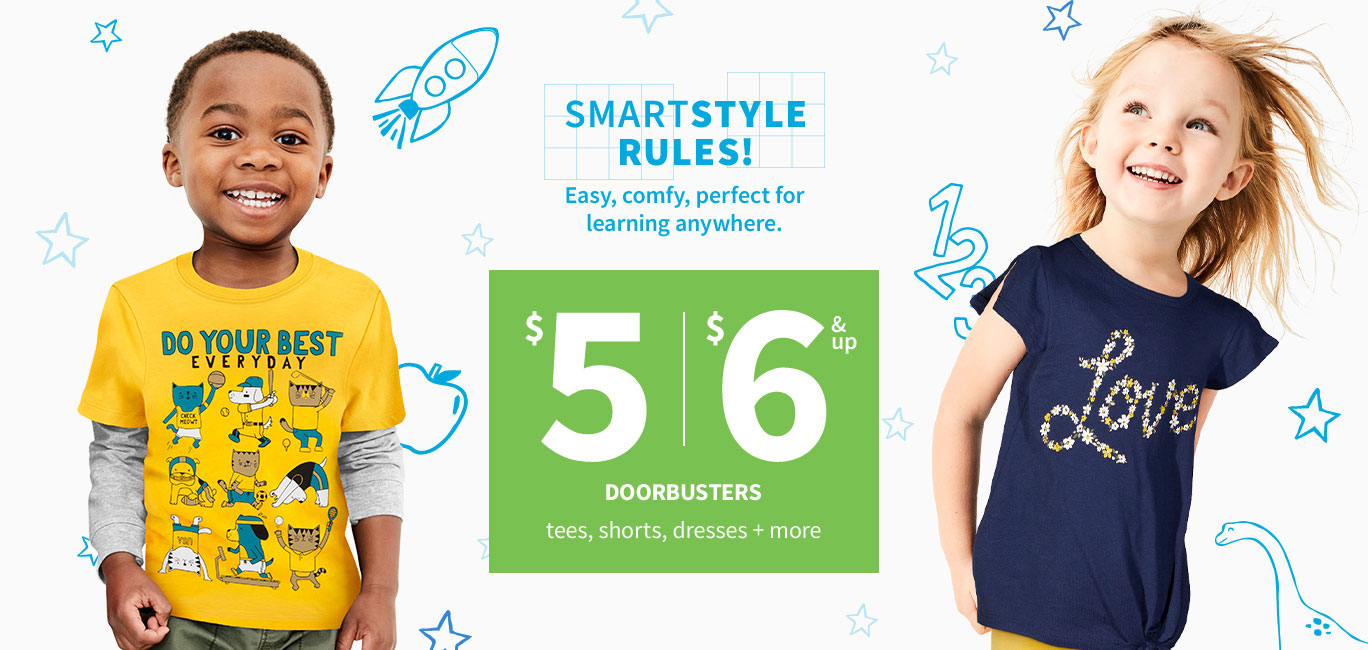 SMARTSTYLE
RULES!
Easy, comfy, perfect for
learning anywhere.
$5 | $6 & up
DOORBUSTERS
tees, shorts, dresses + more
DO YOUR BEST
EVERYDAY
CHECK
MEOWT
Love
123